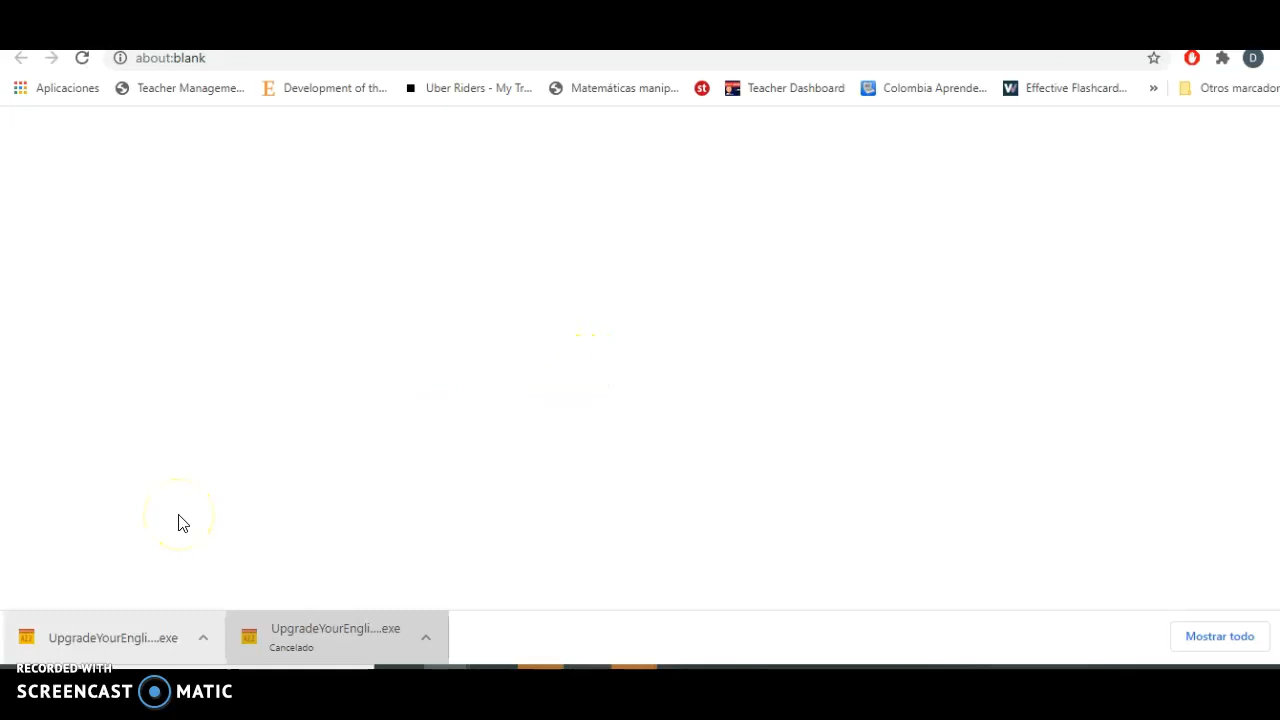 about:blank
Aplicaciones Teacher Manageme... Development of th... Uber Riders - My Tr... Matemáticas manip... st Teacher Dashboard Colombia Aprende... W Effective Flashcard... » Otros marcador
D
UpgradeYourEngli....exe
UpgradeYourEngli....exe
Cancelado
Mostrar todo
RECORDED WITH
SCREENCAST MATIC